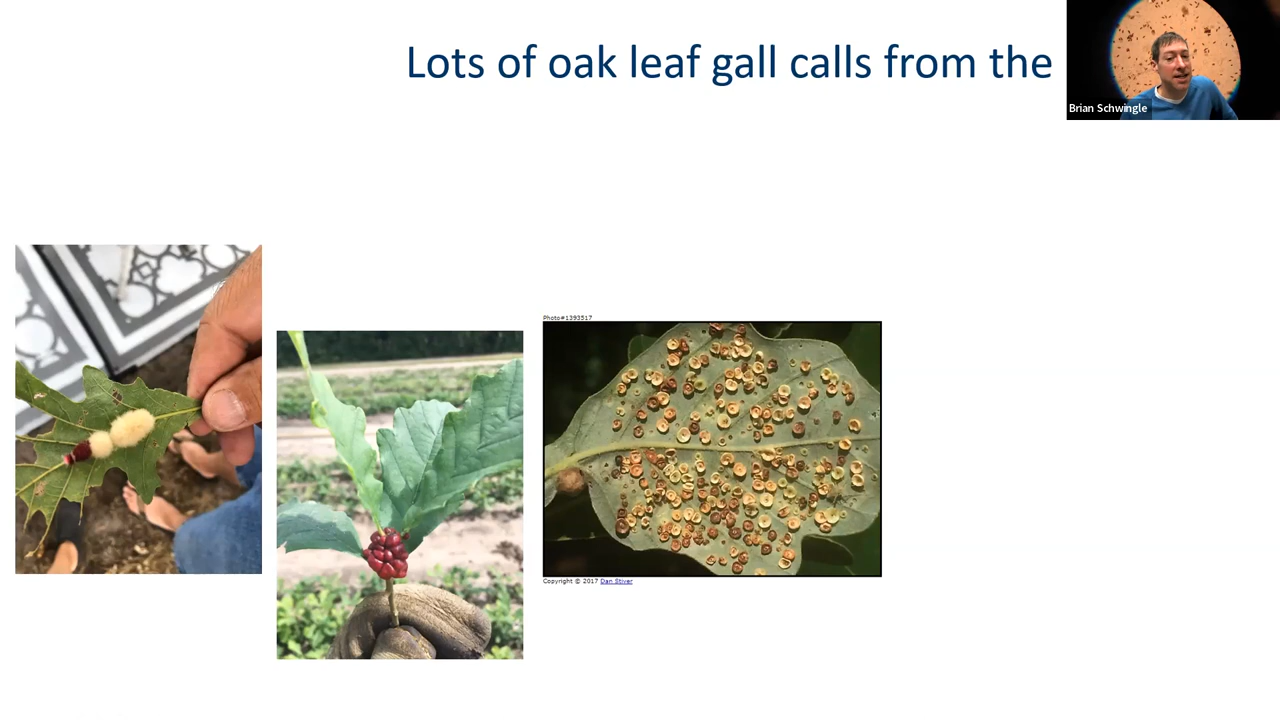 Lots of oak leaf gall calls from the
Brian Schwingle
Photo#1393517
Copyright © 2017 Dan Stiver